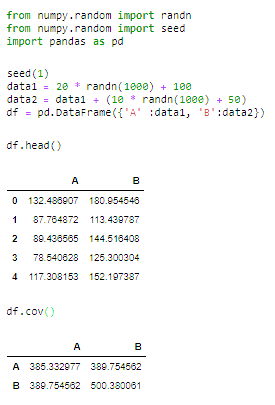 from numpy.random import randn
from numpy.random import seed
import pandas as pd
seed(1)
data1 = 20 * randn(1000) + 100
data2 = data1 + (10 * randn(1000) + 50)
df = pd.DataFrame({'A' :data1, 'B':data2})
df.head()
A B
0 132.486907 180.954546
1 87.764872 113.439787
2 89.436565 144.516408
3 78.540628 125.300304
4 117.308153 152.197387
df.cov()
A B
A 385.332977 389.754562
B 389.754562 500.380061